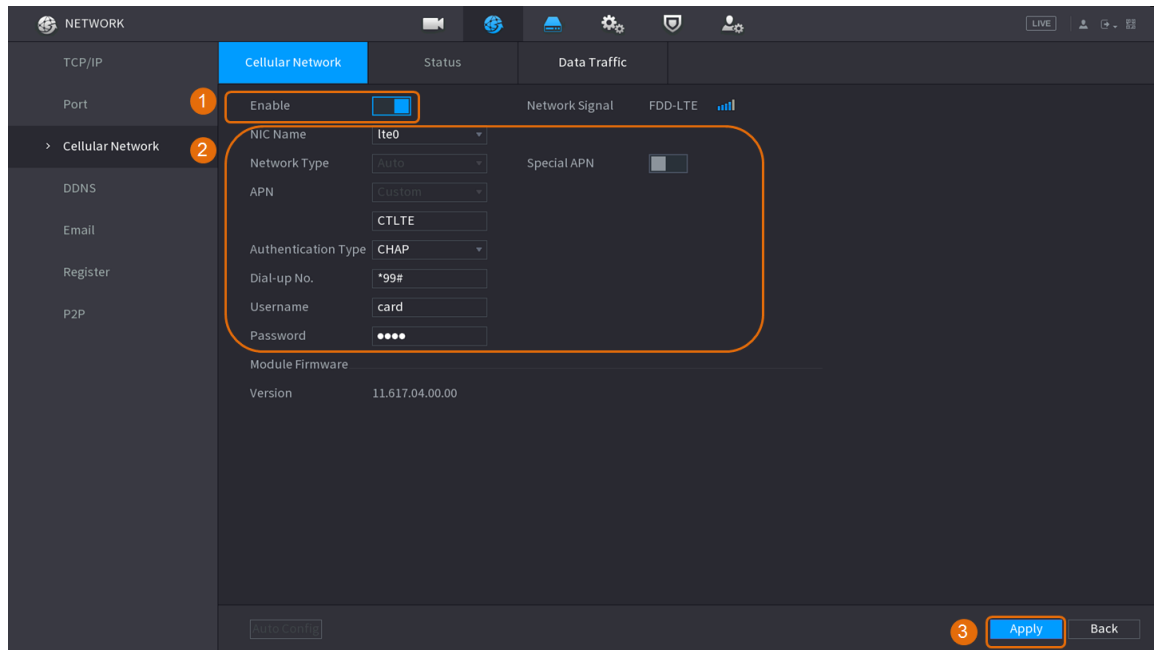 NETWORK
LIVE
TCP/IP
Port
Cellular Network
DDNS
Email
Register
P2P
Cellular Network Status Data Traffic
1 Enable Network Signal FDD-LTE
2 NIC Name lte0
Network Type Auto Special APN
APN Custom
CTLTE
Authentication Type CHAP
Dial-up No. *99#
Username card
Password ●●●●
Module Firmware
Version 11.617.04.00.00
Auto Config 3 Apply Back